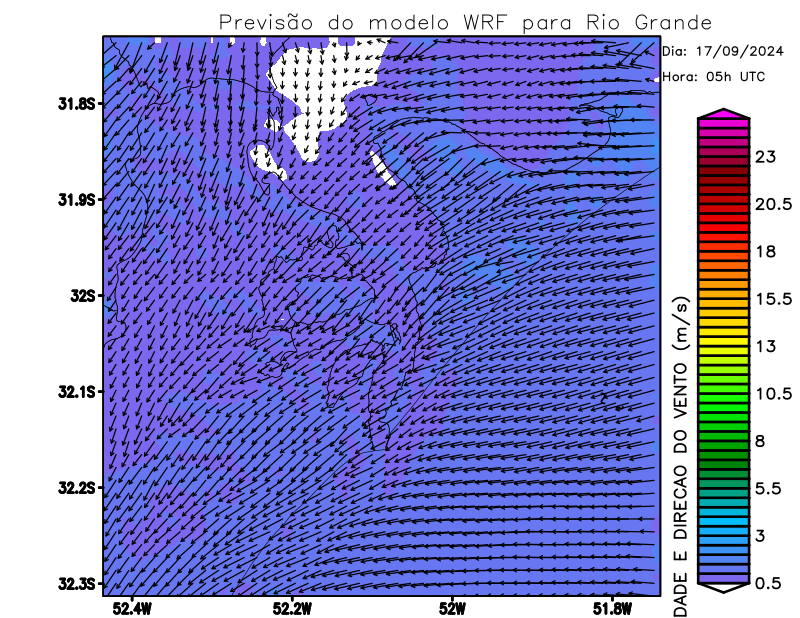 Previsão do modelo WRF para Rio Grande
Dia: 17/09/2024
Hora: 05h UTC
31.8S
31.9S
32S
32.1S
32.2S
32.3S
52.4W
52.2W
52W
51.8W
23
20.5
18
15.5
13
10.5
8
5.5
3
0.5
DADE E DIRECAO DO VENTO (m/s)